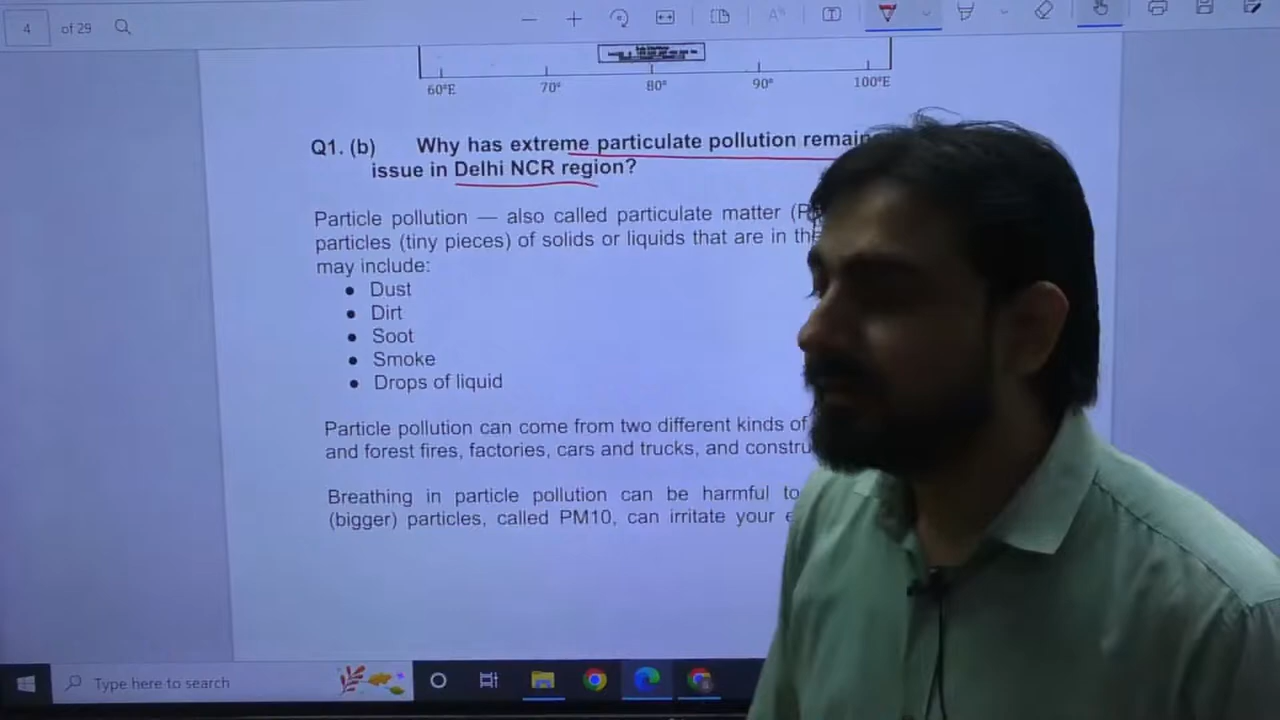 4 of 29
60°E 70° 80° 90° 100°E
Q1. (b) Why has extreme particulate pollution
issue in Delhi NCR region?
Particle pollution — also called particulate matter
particles (tiny pieces) of solids or liquids that are in
may include:
● Dust
● Dirt
● Soot
● Smoke
● Drops of liquid
Particle pollution can come from two different kinds of
and forest fires, factories, cars and trucks, and
Breathing in particle pollution can be harmful to
(bigger) particles, called PM10, can irritate your
Type here to search